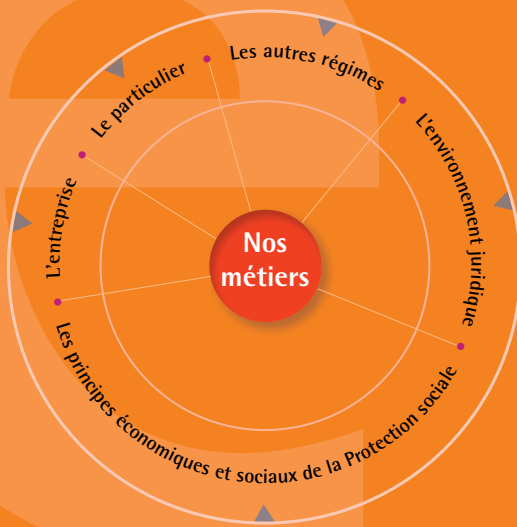 Nos
métiers
Le particulier
Les autres régimes
L'environnement juridique
Les principes économiques et sociaux de la Protection sociale
L'entreprise